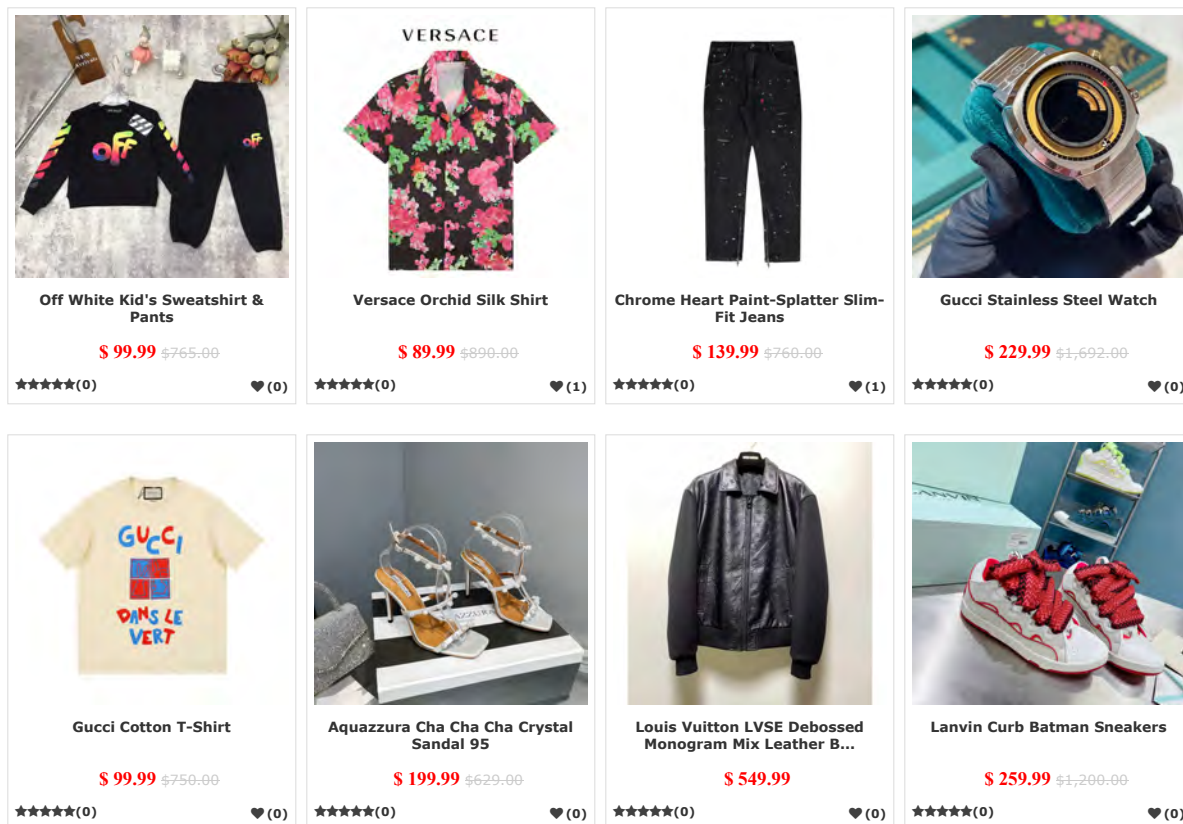 NEW
Arrivals
OFF
VERSACE
Off White Kid's Sweatshirt &
Pants
Versace Orchid Silk Shirt
Chrome Heart Paint-Splatter Slim-
Fit Jeans
Gucci Stainless Steel Watch
$ 99.99 $765.00
$ 89.99 $890.00
$ 139.99 $760.00
$ 229.99 $1,692.00
(0)
(0)
(0)
(1)
(0)
(1)
(0)
(0)
GUCCI
DANS LE
VERT
LANVIN
Gucci Cotton T-Shirt
Aquazzura Cha Cha Cha Crystal
Sandal 95
Louis Vuitton LVSE Debossed
Monogram Mix Leather B...
Lanvin Curb Batman Sneakers
$ 99.99 $750.00
$ 199.99 $629.00
$ 549.99
$ 259.99 $1,200.00
(0)
(0)
(0)
(0)
(0)
(0)
(0)
(0)